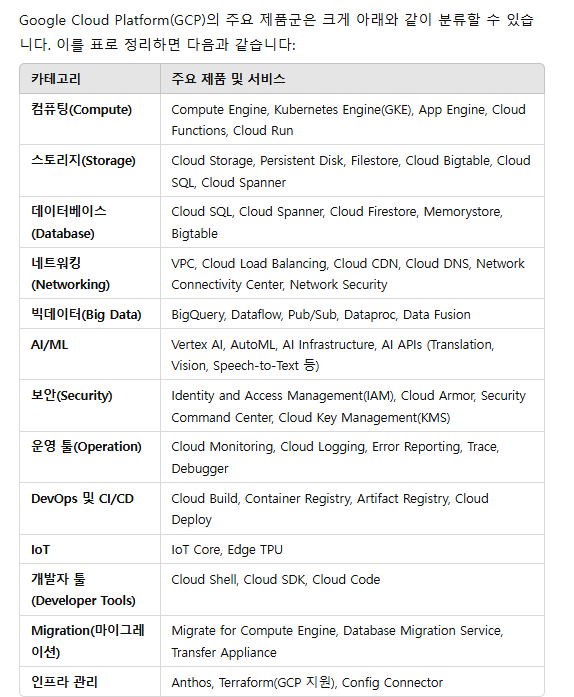 Google Cloud Platform(GCP)의 주요 제품군은 크게 아래와 같이 분류할 수 있습
니다. 이를 표로 정리하면 다음과 같습니다:
카테고리 주요 제품 및 서비스
컴퓨팅(Compute) Compute Engine, Kubernetes Engine(GKE), App Engine, Cloud
Functions, Cloud Run
스토리지(Storage) Cloud Storage, Persistent Disk, Filestore, Cloud Bigtable, Cloud
SQL, Cloud Spanner
데이터베이스 Cloud SQL, Cloud Spanner, Cloud Firestore, Memorystore,
(Database) Bigtable
네트워킹 VPC, Cloud Load Balancing, Cloud CDN, Cloud DNS, Network
(Networking) Connectivity Center, Network Security
빅데이터(Big Data) BigQuery, Dataflow, Pub/Sub, Dataproc, Data Fusion
AI/ML Vertex AI, AutoML, AI Infrastructure, AI APIs (Translation,
Vision, Speech-to-Text 등)
보안(Security) Identity and Access Management(IAM), Cloud Armor, Security
Command Center, Cloud Key Management(KMS)
운영 툴(Operation) Cloud Monitoring, Cloud Logging, Error Reporting, Trace,
Debugger
DevOps 및 CI/CD Cloud Build, Container Registry, Artifact Registry, Cloud
Deploy
IoT IoT Core, Edge TPU
개발자 툴 Cloud Shell, Cloud SDK, Cloud Code
(Developer Tools)
Migration(마이그레 Migrate for Compute Engine, Database Migration Service,
이션) Transfer Appliance
인프라 관리 Anthos, Terraform(GCP 지원), Config Connector